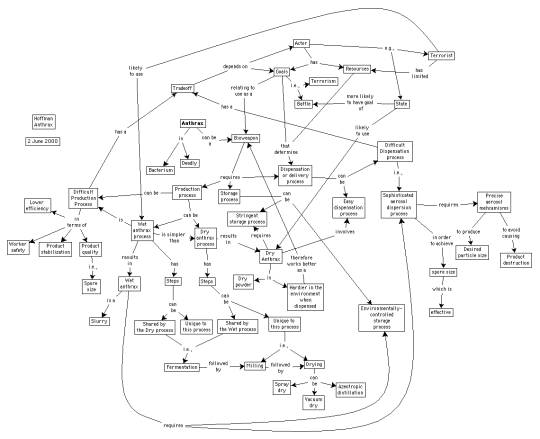 Actor
e.g.,
Terrorist
likely
to use
depends on
has
Goals
Resources
has
limited
i.e.,
Terrorism
Tradeoff
relating to
use as a
more likely
to have goal
of
Battle
State
Hoffman
Anthrax
2 June 2000
has a
Anthrax
can be
a
Bioweapon
has a
likely
to use
is
Deadly
Bacterism
that
determine
Difficult
Dispensation
process
i.e.,
requires
Dispensation
or delivery
process
can be
Difficult
Production
Process
can be
Production
process
Storage
process
can
be
can
be
Easy
Dispensation
process
Sophisticated
aerosol
dispersion
process
requires
Precise
aerosol
mehcanisms
Lower
efficiency
in
terms of
is
Wet
anthrax
process
can be
is simpler
than
Dry
anthrax
process
Stringent
storage process
requires
results
in
Dry
Anthrax
involves
in order
to achieve
to produce
to avoid
causing
Worker
safety
Product
stabilization
Product
quality
i.e.,
Spore
size
results
in
Wet
anthrax
is a
Slurry
has
Steps
has
Steps
Dry
powder
is
therefore
works better
as a
Hardier in the
environment
when
dispensed
Desired
particle size
Product
destruction
spore size
which is
effective
can
be
can
be
Shared by
the Dry process
Unique to
this process
Shared by
the Wet process
Unique to
this process
Environmentally-
controlled
storage
process
i.e.,
i.e.,
Fermentation
followed
by
Milling
followed
by
Drying
can
be
Spray
dry
Vacuum
dry
Azeotropic
distillation
requires